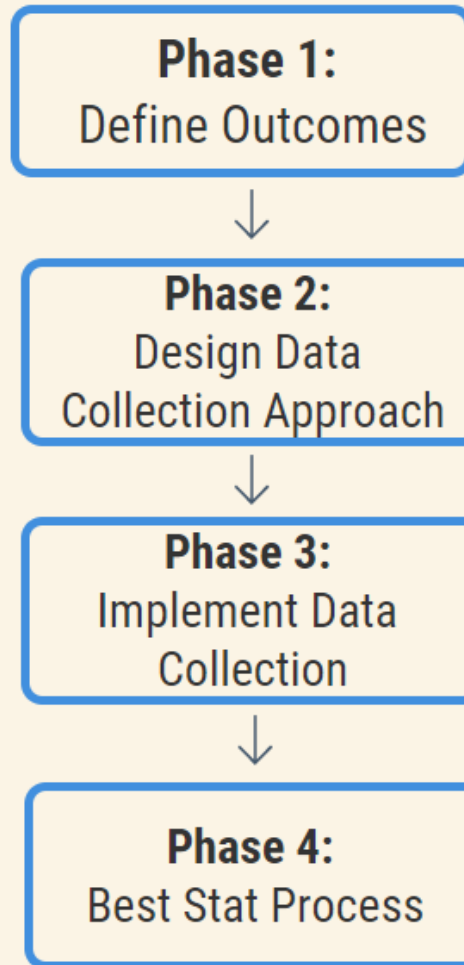 Phase 1:
Define Outcomes
Phase 2:
Design Data
Collection Approach
Phase 3:
Implement Data
Collection
Phase 4:
Best Stat Process